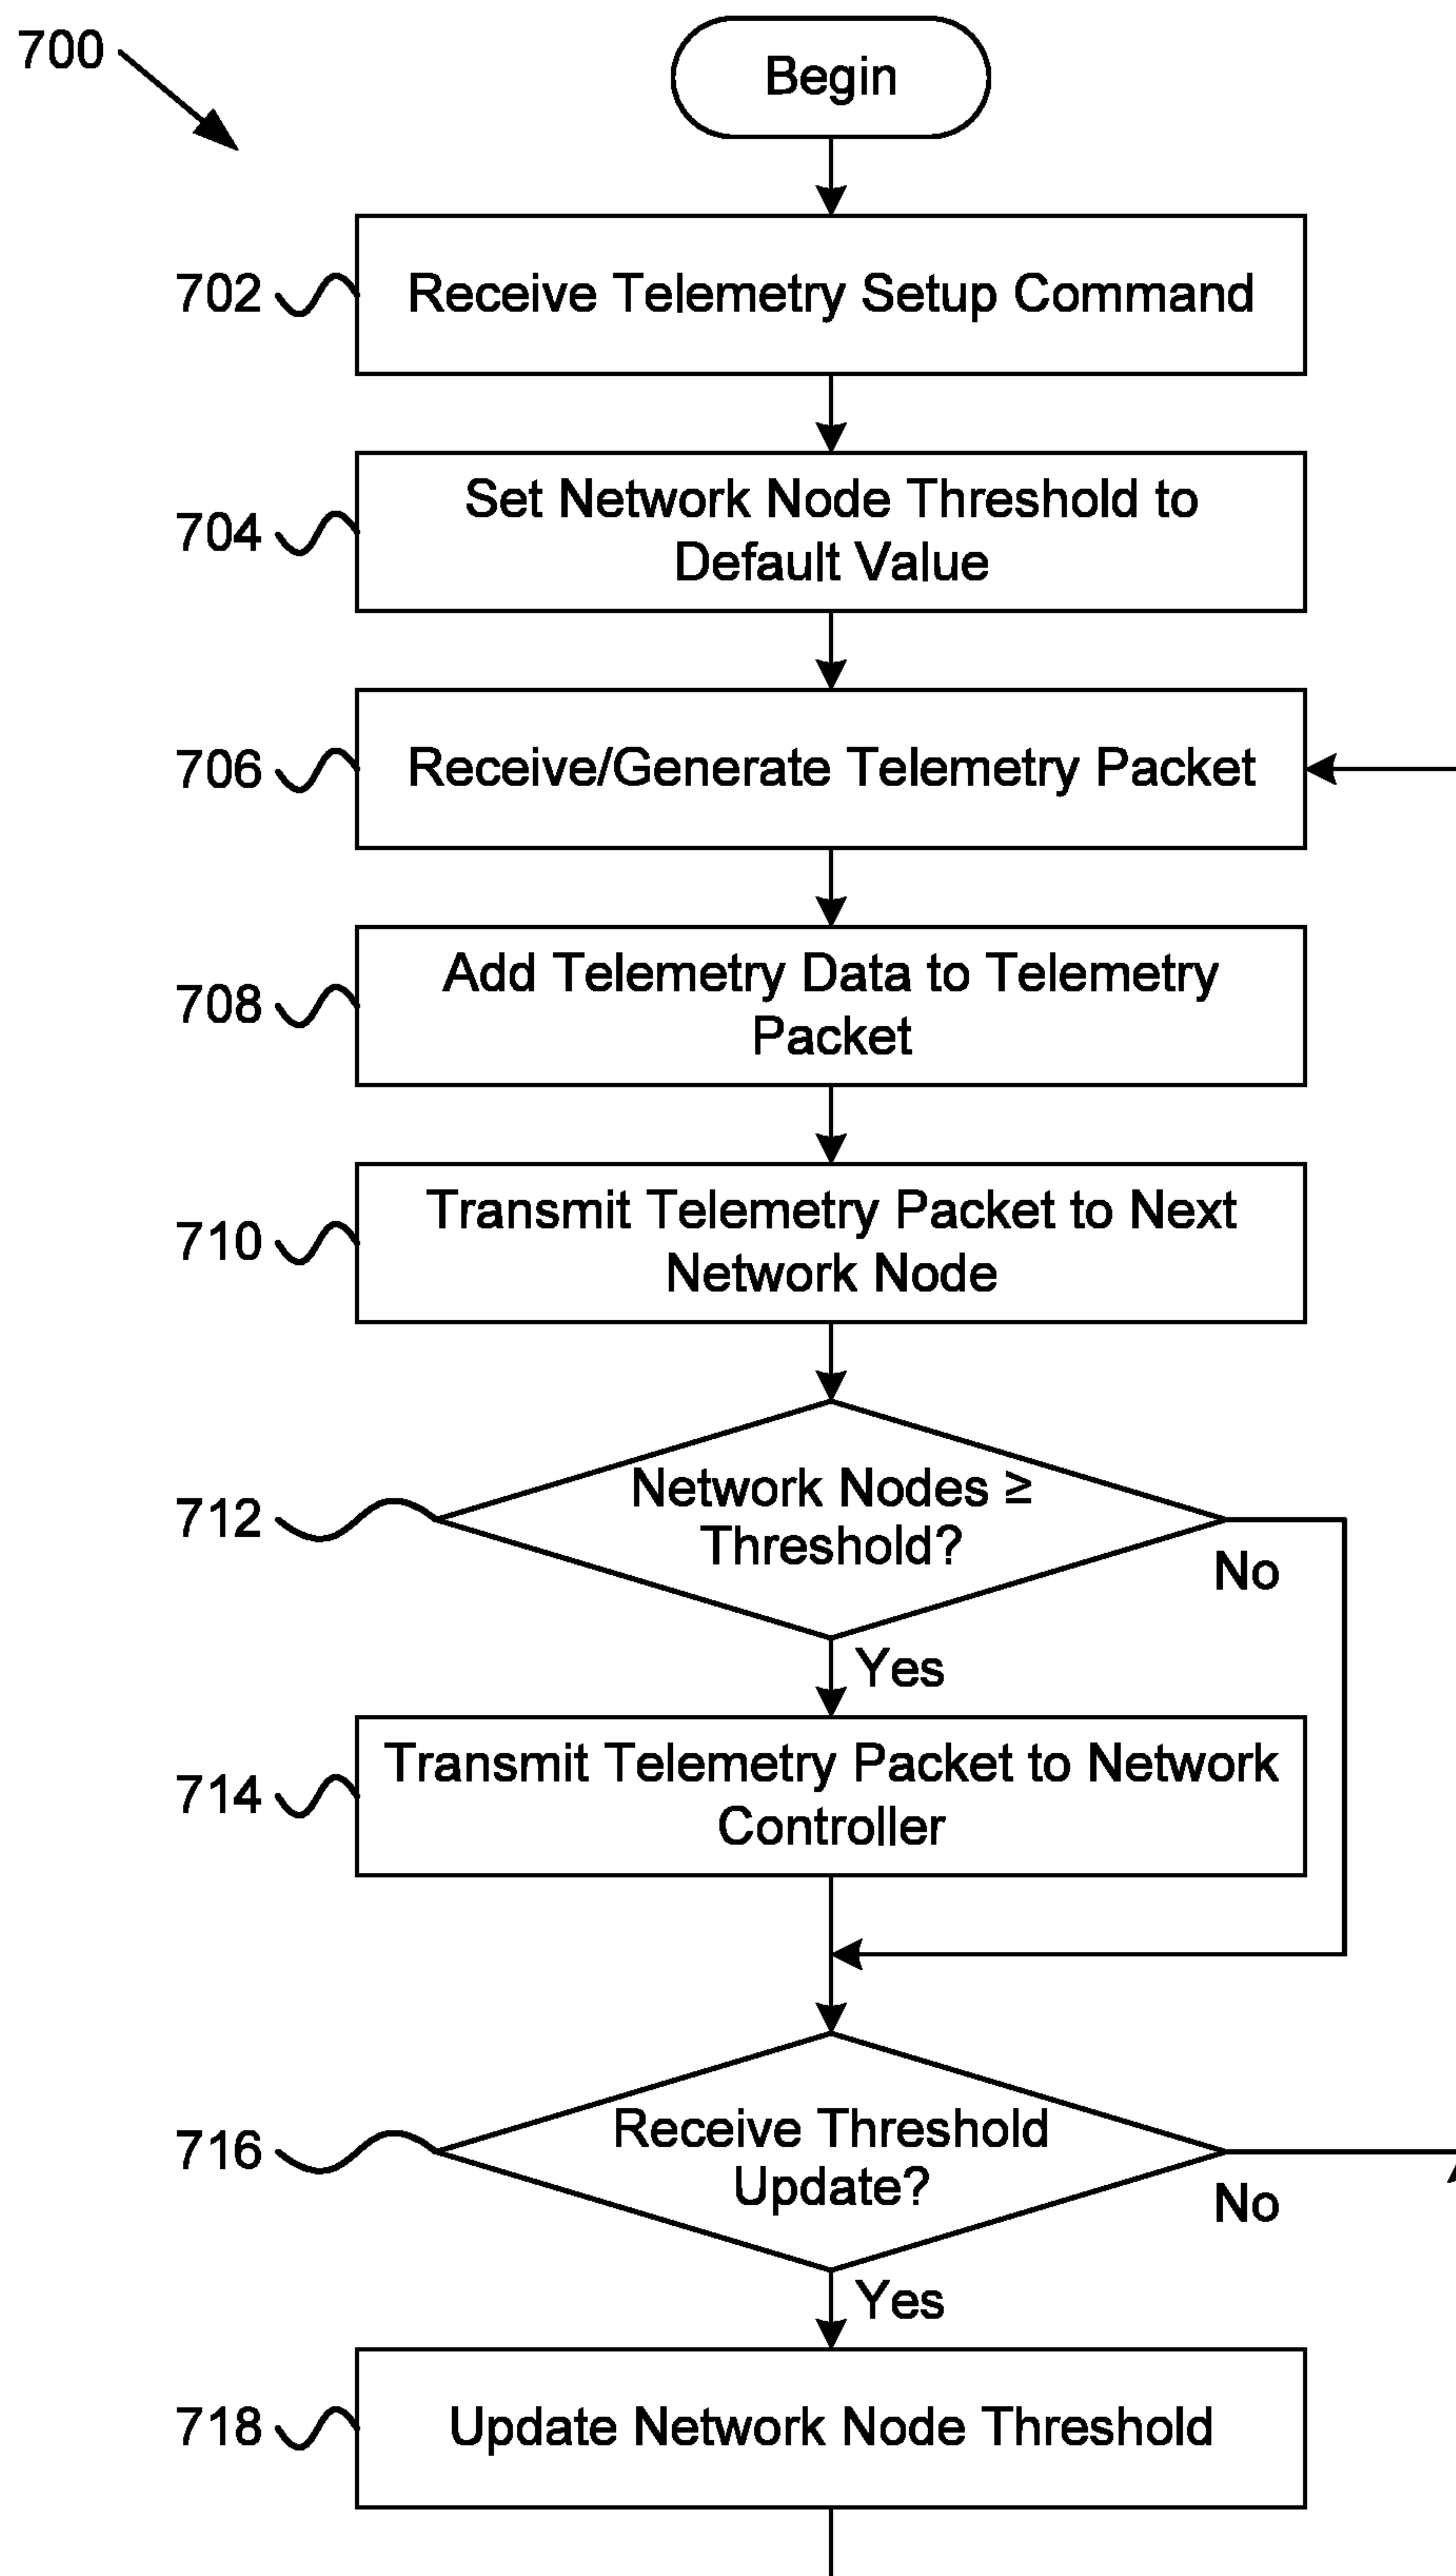 700
Begin
702
Receive Telemetry Setup Command
704
Set Network Node Threshold to
Default Value
706
Receive/Generate Telemetry Packet
708
Add Telemetry Data to Telemetry
Packet
710
Transmit Telemetry Packet to Next
Network Node
712
Network Nodes ≥
Threshold?
No
Yes
714
Transmit Telemetry Packet to Network
Controller
716
Receive Threshold
Update?
No
Yes
718
Update Network Node Threshold